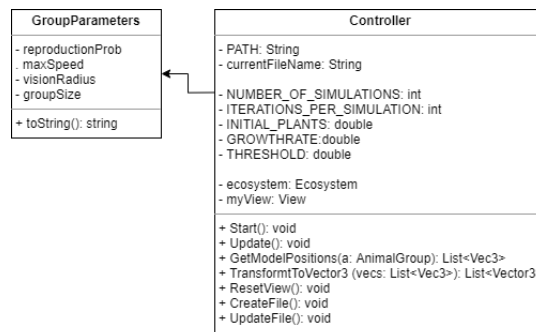 GroupParameters
- reproductionProb
. maxSpeed
- visionRadius
- groupSize
+ toString(): string
Controller
- PATH: String
- currentFileName: String
- NUMBER_OF_SIMULATIONS: int
- ITERATIONS_PER_SIMULATION: int
- INITIAL_PLANTS: double
- GROWTHRATE:double
- THRESHOLD: double
- ecosystem: Ecosystem
- myView: View
+ Start(): void
+ Update(): void
+ GetModelPositions(a: AnimalGroup): List<Vec3>
+ TransformtToVector3 (vecs: List<Vec3>): List<Vector3
+ ResetView(): void
+ CreateFile(): void
+ UpdateFile(): void